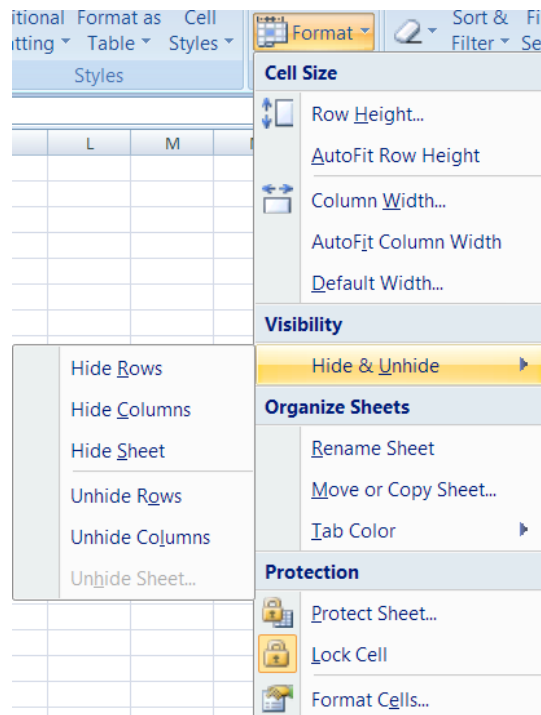 itional Format as Cell Format Sort & Fi
tting Table Styles Filter Se
Styles
Cell Size
Row Height...
L M
AutoFit Row Height
Column Width...
AutoFit Column Width
Default Width...
Visibility
Hide & Unhide
Hide Rows
Hide Columns
Hide Sheet
Unhide Rows
Unhide Columns
Unhide Sheet...
Organize Sheets
Rename Sheet
Move or Copy Sheet...
Tab Color
Protection
Protect Sheet...
Lock Cell
Format Cells...